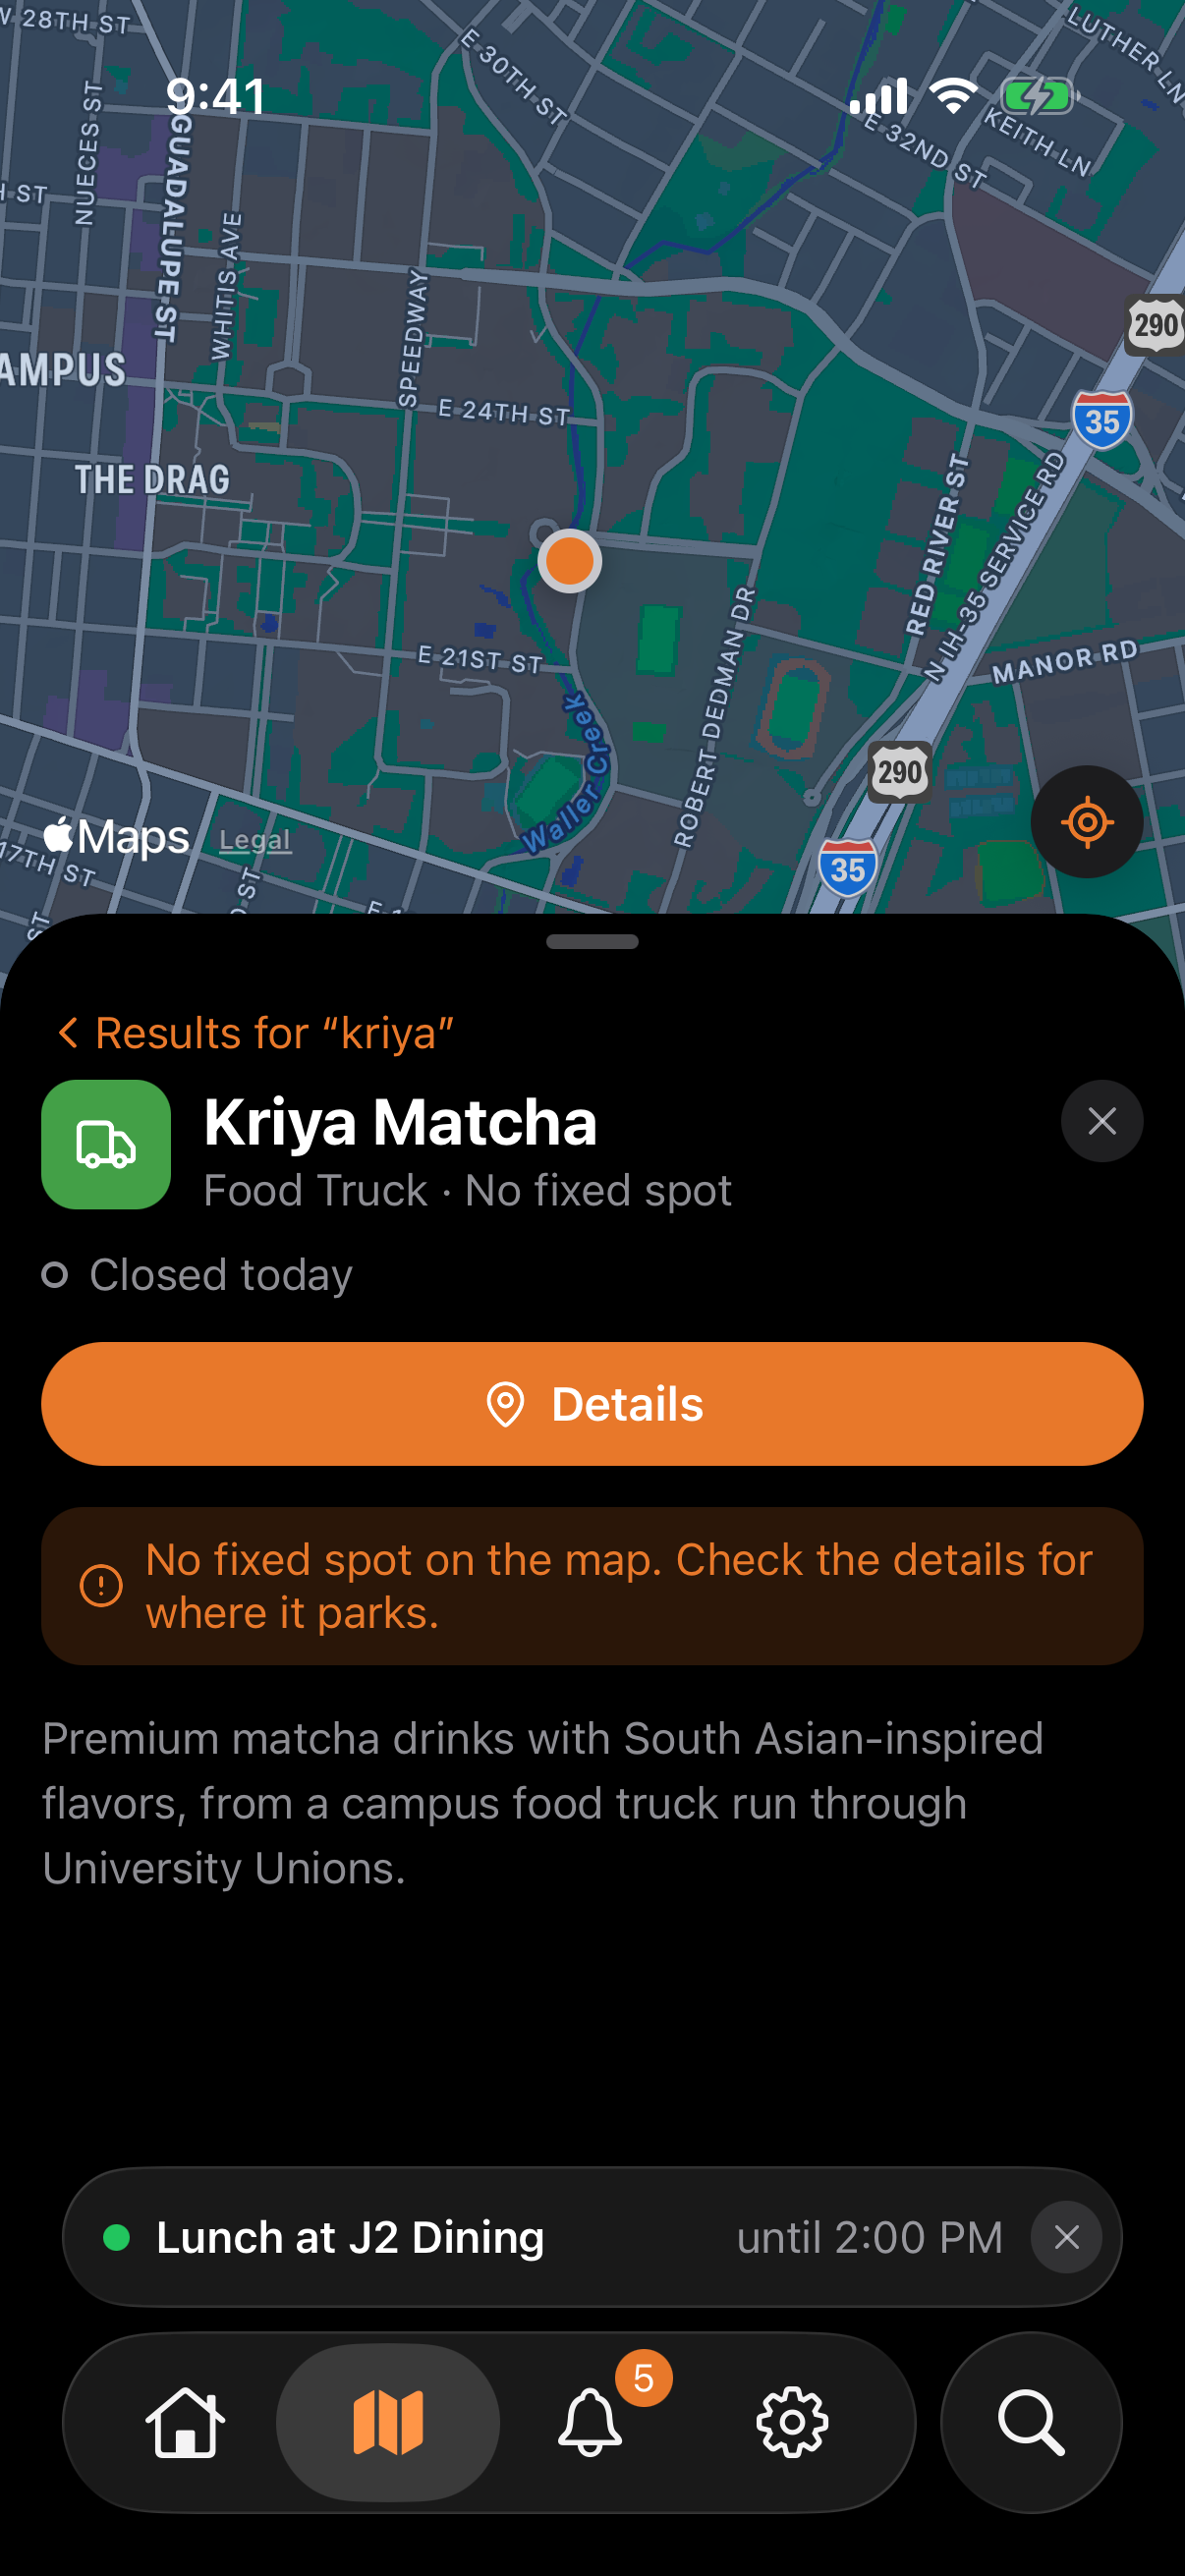 W 28TH ST
E 30TH ST
LUTHER LN
9:41
E 32ND ST
KEITH LN
NUECES ST
GUADALUPE ST
H ST
WHITIS AVE
SPEEDWAY
290
AMPUS
E 24TH ST
35
THE DRAG
RED RIVER ST
N IH-35 SERVICE RD
E 21ST ST
MANOR RD
ROBERT DEDMAN DR
Waller Creek
290
Maps
Legal
17TH ST
35
ST
ST
Results for “kriya”
Kriya Matcha
Food Truck · No fixed spot
Closed today
Details
No fixed spot on the map. Check the details for
where it parks.
Premium matcha drinks with South Asian-inspired
flavors, from a campus food truck run through
University Unions.
Lunch at J2 Dining
until 2:00 PM
5